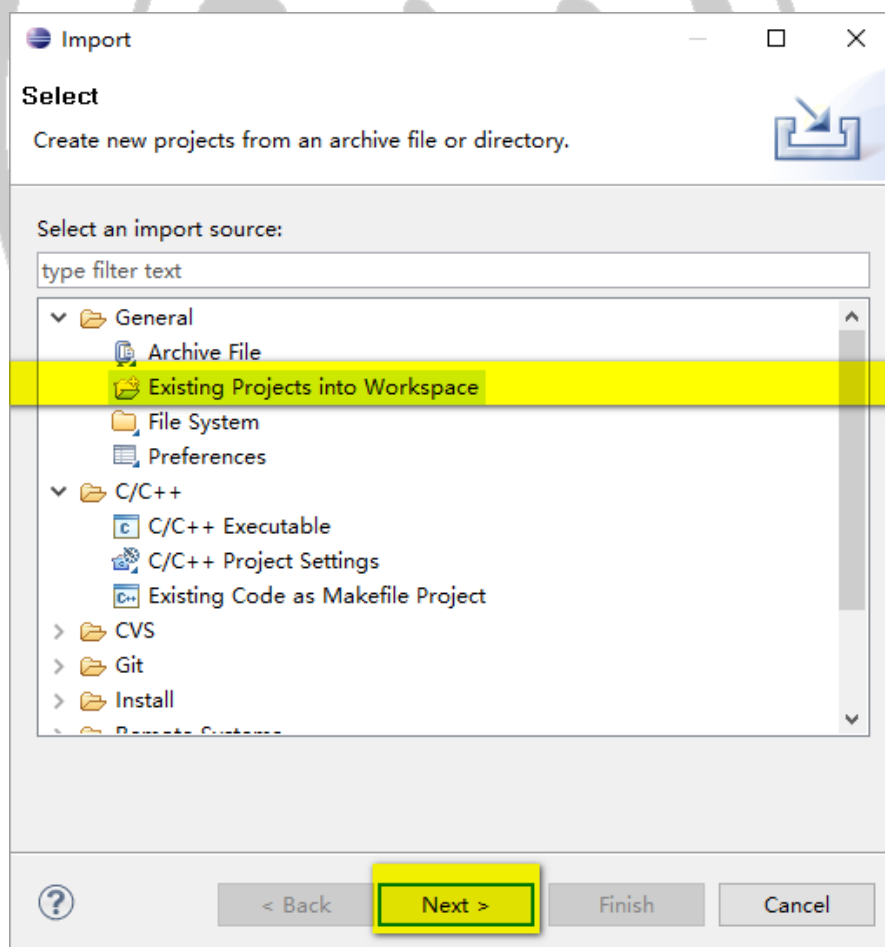 Import
Select
Create new projects from an archive file or directory.
Select an import source:
type filter text
General
Archive File
Existing Projects into Workspace
File System
Preferences
C/C++
C/C++ Executable
C/C++ Project Settings
Existing Code as Makefile Project
CVS
Git
Install
Remote Systems
< Back
Next >
Finish
Cancel